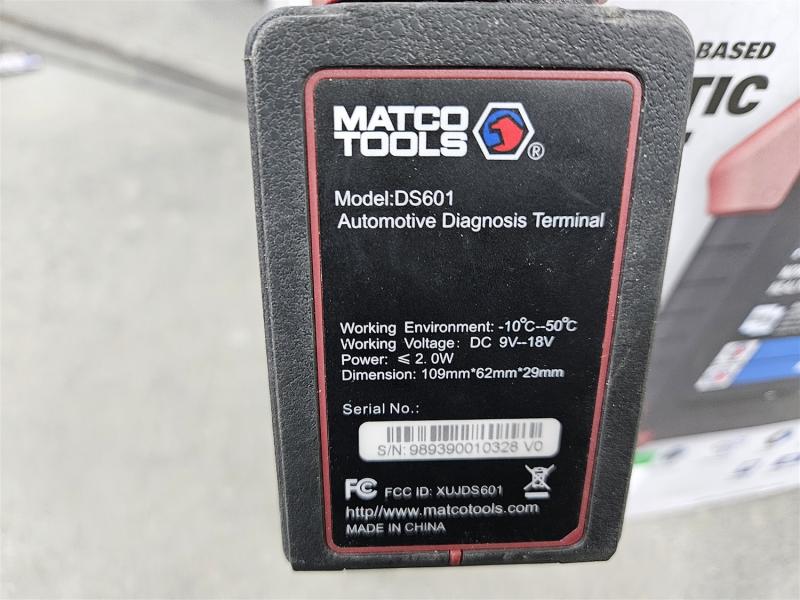 MATCO
TOOLS
®
Model:DS601
Automotive Diagnosis Terminal
Working Environment: -10℃--50℃
Working Voltage: DC 9V--18V
Power: ≤ 2. 0W
Dimension: 109mm*62mm*29mm
Serial No.:
S/N: 989390010328 V0
FC FCC ID: XUJDS601
http//www.matcotools.com
MADE IN CHINA
BASED
TIC